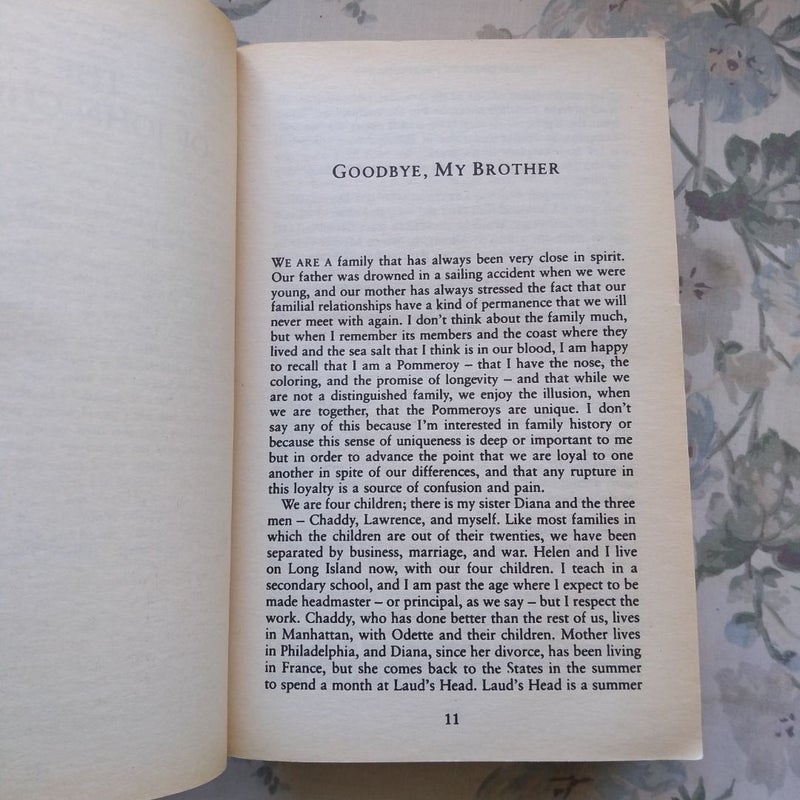 GOODBYE, MY BROTHER
WE ARE A family that has always been very close in spirit.
Our father was drowned in a sailing accident when we were
young, and our mother has always stressed the fact that our
familial relationships have a kind of permanence that we will
never meet with again. I don't think about the family much,
but when I remember its members and the coast where they
lived and the sea salt that I think is in our blood, I am happy
to recall that I am a Pommeroy – that I have the nose, the
coloring, and the promise of longevity – and that while we
are not a distinguished family, we enjoy the illusion, when
we are together, that the Pommeroys are unique. I don't
say any of this because I'm interested in family history or
because this sense of uniqueness is deep or important to me
but in order to advance the point that we are loyal to one
another in spite of our differences, and that any rupture in
this loyalty is a source of confusion and pain.
We are four children; there is my sister Diana and the three
men – Chaddy, Lawrence, and myself. Like most families in
which the children are out of their twenties, we have been
separated by business, marriage, and war. Helen and I live
on Long Island now, with our four children. I teach in a
secondary school, and I am past the age where I expect to be
made headmaster – or principal, as we say – but I respect the
work. Chaddy, who has done better than the rest of us, lives
in Manhattan, with Odette and their children. Mother lives
in Philadelphia, and Diana, since her divorce, has been living
in France, but she comes back to the States in the summer
to spend a month at Laud's Head. Laud's Head is a summer
11